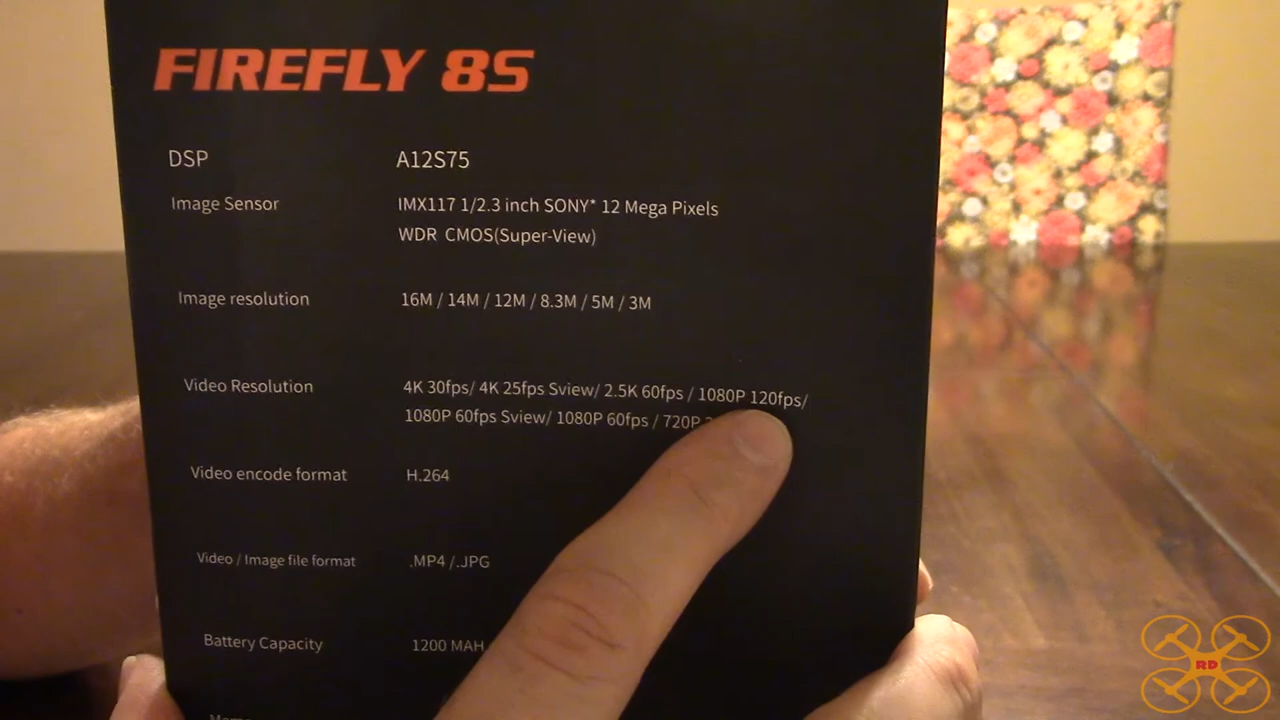 FIREFLY 8S
DSP A12S75
Image Sensor IMX117 1/2.3 inch SONY* 12 Mega Pixels
WDR CMOS(Super-View)
Image resolution 16M / 14M / 12M / 8.3M / 5M / 3M
Video Resolution 4K 30fps/ 4K 25fps Sview/ 2.5K 60fps / 1080P 120fps/
1080P 60fps Sview/ 1080P 60fps / 720P
Video encode format H.264
Video / Image file format .MP4 /.JPG
Battery Capacity 1200 MAH
RD